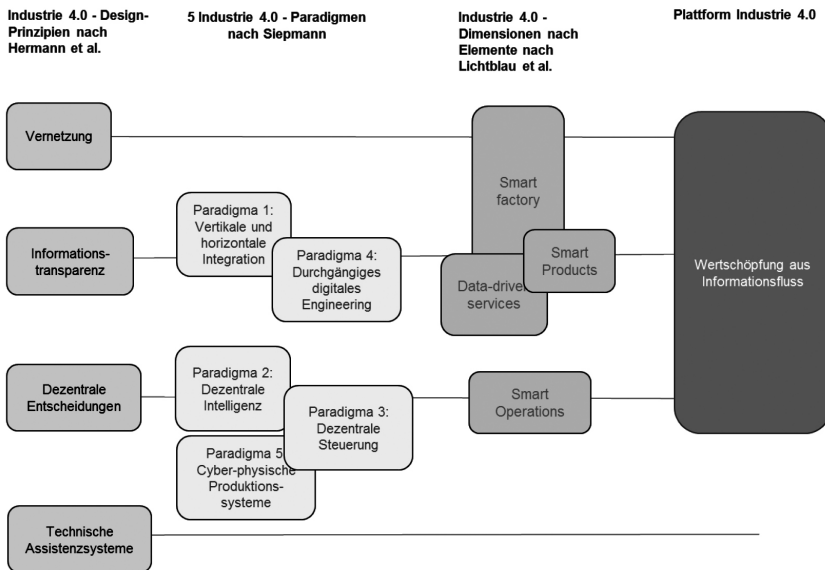 Industrie 4.0 - Design-
Prinzipien nach
Hermann et al.
5 Industrie 4.0 - Paradigmen
nach Siepmann
Industrie 4.0 -
Dimensionen nach
Elemente nach
Lichtblau et al.
Plattform Industrie 4.0
Vernetzung
Smart
factory
Informations-
transparenz
Paradigma 1:
Vertikale und
horizontale
Integration
Paradigma 4:
Durchgängiges
digitales
Engineering
Data-driven
services
Smart
Products
Wertschöpfung aus
Informationsfluss
Dezentrale
Entscheidungen
Paradigma 2:
Dezentrale
Intelligenz
Paradigma 3:
Dezentrale
Steuerung
Paradigma 5
Cyber-physische
Produktions-
systeme
Smart
Operations
Technische
Assistenzsysteme